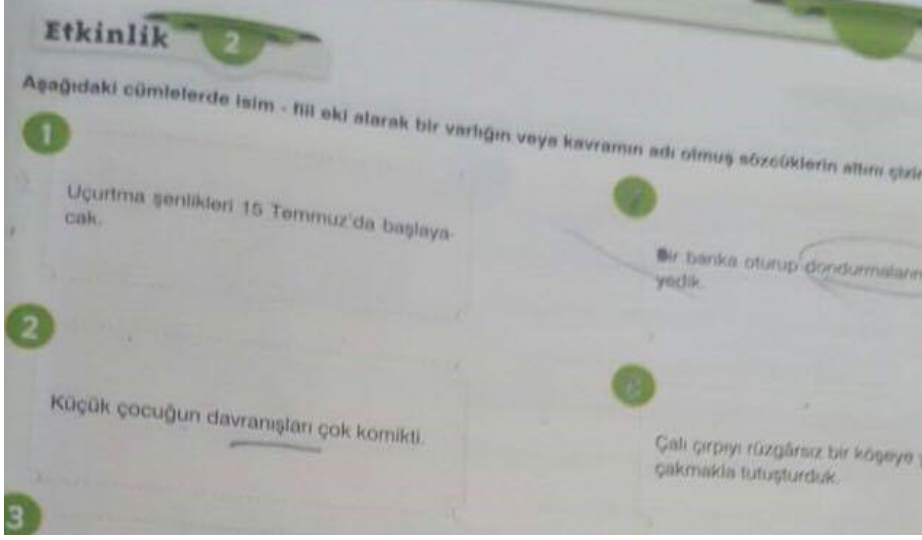 Etkinlik 2
Aşağıdaki cümlelerde isim - fiil eki alarak bir varlığın veya kavramın adı olmuş sözcüklerin altını
1
Uçurtma şenlikleri 15 Temmuz'da başlaya-
cak.
2
Küçük çocuğun davranışları çok komikti.
3
7
Bir banka oturup
yedik.
8
Çalı çırpıyı rüzgârsız bir köşeye
çakmakla tutuşturduk.